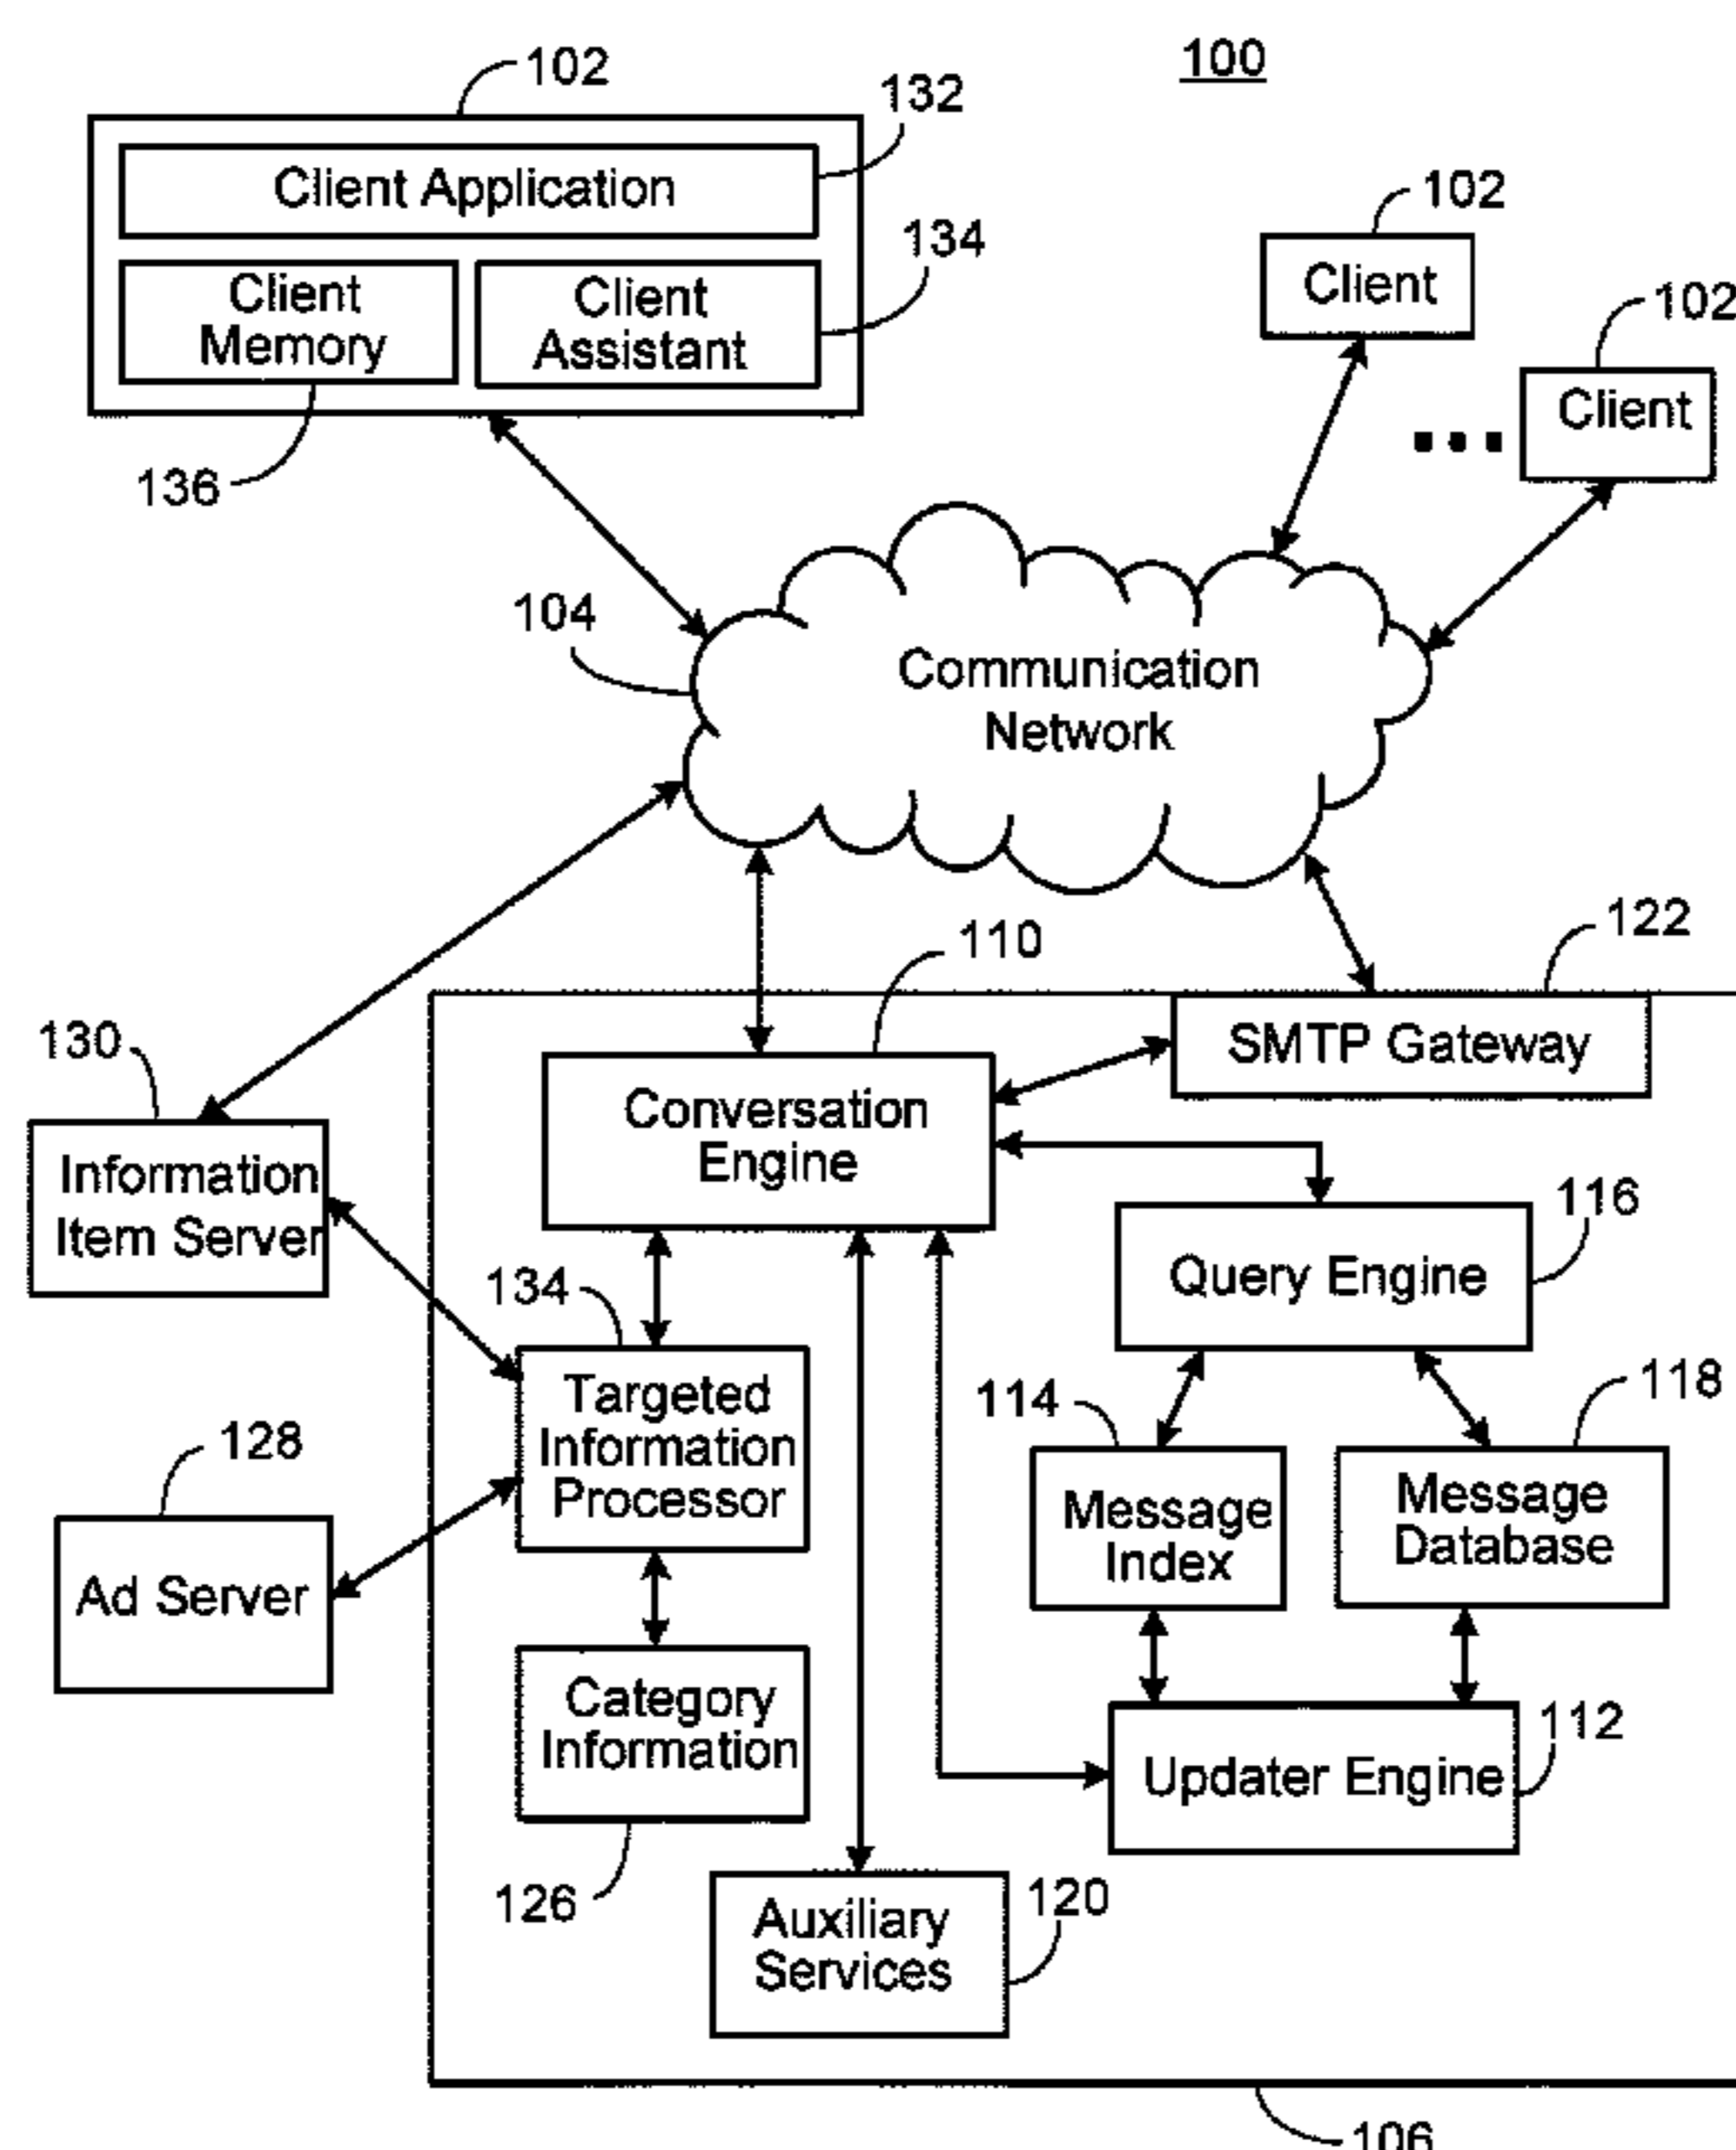 100
102
132
Client Application
134
Client
Memory
Client
Assistant
136
102
Client
102
Client
104
Communication
Network
110
122
SMTP Gateway
130
Information
Item Server
Conversation
Engine
116
Query Engine
134
Targeted
Information
Processor
114
118
Message
Index
Message
Database
128
Ad Server
Category
Information
112
Updater Engine
126
120
Auxiliary
Services
106